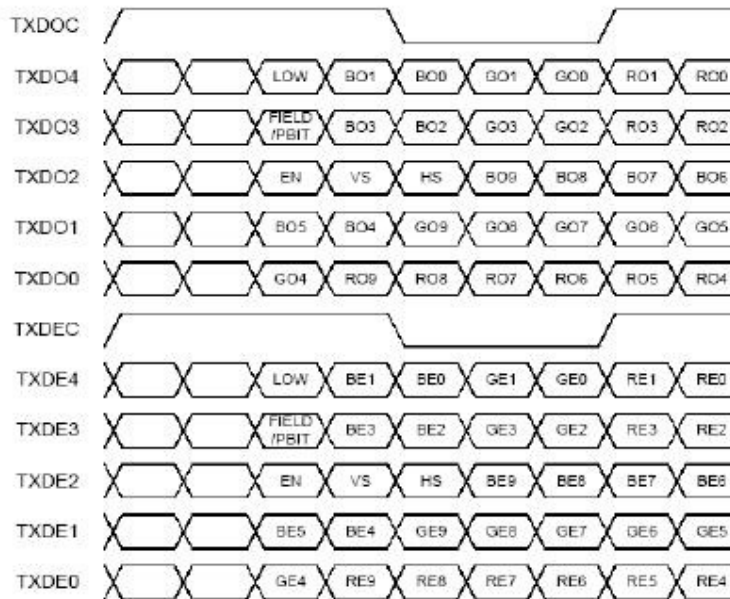 TXDOC
TXDO4 LOW BO1 BO0 GO1 GO0 RO1 RO0
TXDO3 FIELD /PBIT BO3 BO2 GO3 GO2 RO3 RO2
TXDO2 EN VS HS BO9 BO8 BO7 BO6
TXDO1 BO5 BO4 GO9 GO8 GO7 GO6 GO5
TXDO0 GO4 RO9 RO8 RO7 RO6 RO5 RO4
TXDEC
TXDE4 LOW BE1 BE0 GE1 GE0 RE1 RE0
TXDE3 FIELD /PBIT BE3 BE2 GE3 GE2 RE3 RE2
TXDE2 EN VS HS BE9 BE8 BE7 BE6
TXDE1 BE5 BE4 GE9 GE8 GE7 GE6 GE5
TXDE0 GE4 RE9 RE8 RE7 RE6 RE5 RE4